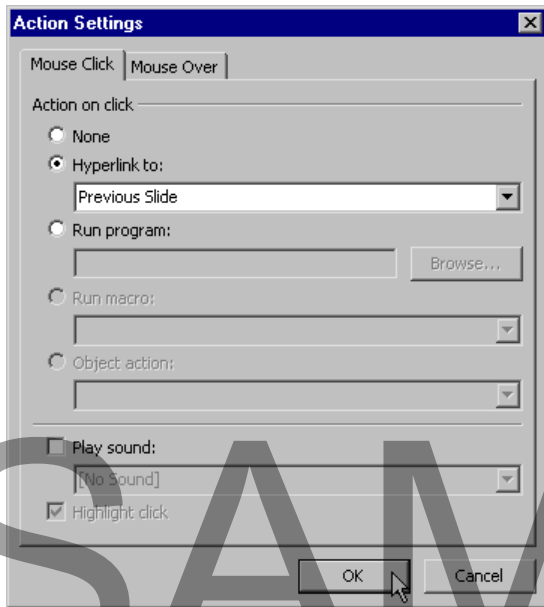 Action Settings
Mouse Click Mouse Over
Action on click
None
Hyperlink to:
Previous Slide
Run program:
Browse...
Run macro:
Object action:
Play sound:
[No Sound]
Highlight click
OK Cancel
SAM